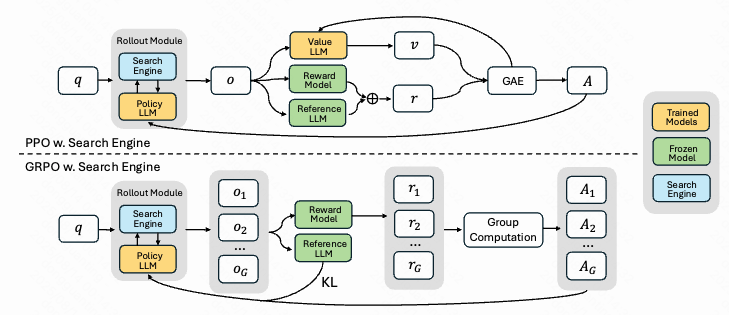 Rollout Module
q
Search
Engine
Policy
LLM
o
Value
LLM
Reward
Model
Reference
LLM
v
r
GAE
A
PPO w. Search Engine
GRPO w. Search Engine
Rollout Module
q
Search
Engine
Policy
LLM
o1
o2
...
oG
Reward
Model
Reference
LLM
KL
r1
r2
...
rG
Group
Computation
A1
A2
...
AG
Trained
Models
Frozen
Model
Search
Engine